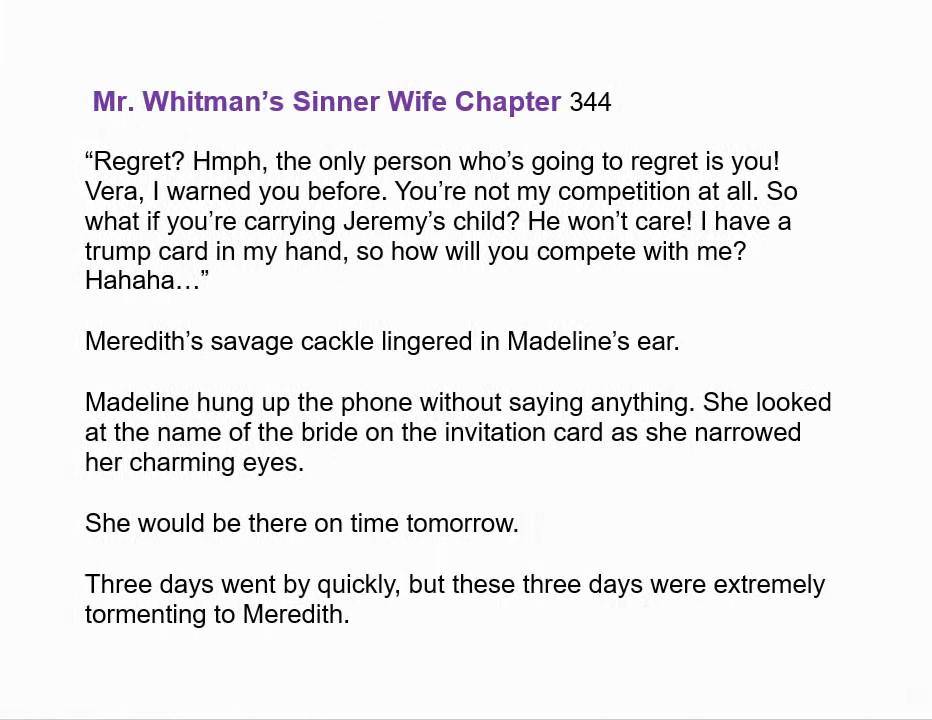 Mr. Whitman’s Sinner Wife Chapter 344
“Regret? Hmph, the only person who’s going to regret is you!
Vera, I warned you before. You’re not my competition at all. So
what if you’re carrying Jeremy’s child? He won’t care! I have a
trump card in my hand, so how will you compete with me?
Hahaha…”
Meredith’s savage cackle lingered in Madeline’s ear.
Madeline hung up the phone without saying anything. She looked
at the name of the bride on the invitation card as she narrowed
her charming eyes.
She would be there on time tomorrow.
Three days went by quickly, but these three days were extremely
tormenting to Meredith.